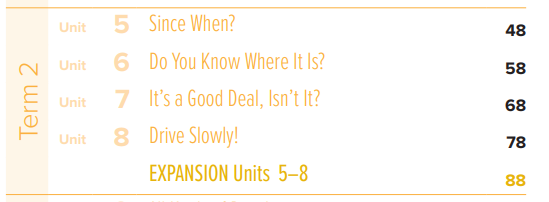 Term 2
Unit 5 Since When? 48
Unit 6 Do You Know Where It Is? 58
Unit 7 It's a Good Deal, Isn't It? 68
Unit 8 Drive Slowly! 78
EXPANSION Units 5–8 88